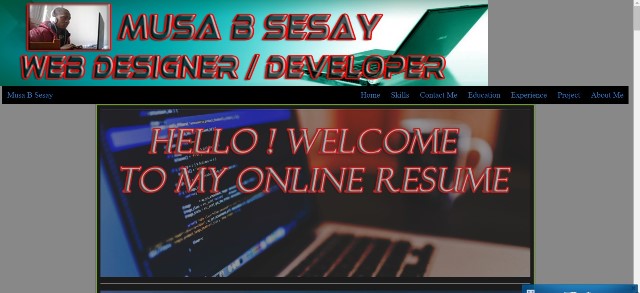 MUSA B SESAY
WEB DESIGNER / DEVELOPER
Musa B Sesay Home Skills Contact Me Education Experience Project About Me
HELLO ! WELCOME
TO MY ONLINE RESUME